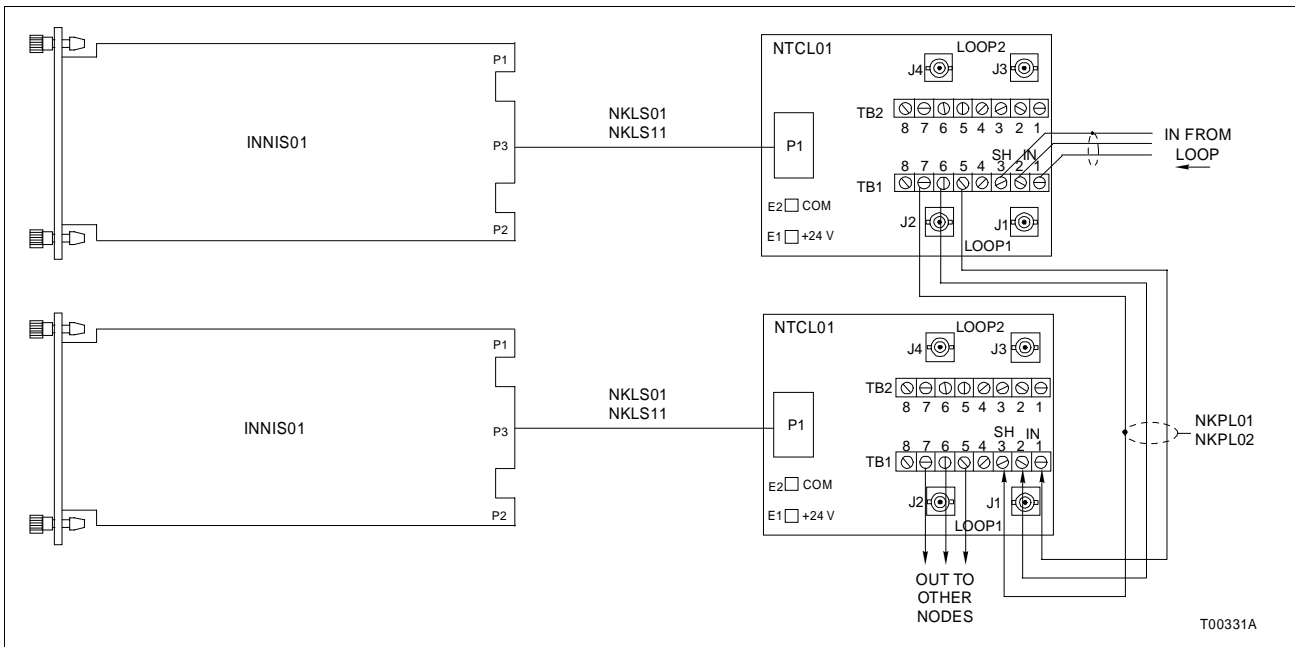 INNIS01
P1
P3
P2
NKLS01
NKLS11
NTCL01
LOOP2
J4
J3
P1
TB2
8 7 6 5 4 3 2 1
SH IN
8 7 6 5 4 3 2 1
TB1
E2 COM
E1 +24 V
J2
J1
LOOP1
IN FROM
LOOP
INNIS01
P1
P3
P2
NKLS01
NKLS11
NTCL01
LOOP2
J4
J3
P1
TB2
8 7 6 5 4 3 2 1
SH IN
8 7 6 5 4 3 2 1
TB1
E2 COM
E1 +24 V
J2
J1
LOOP1
NKPL01
NKPL02
OUT TO
OTHER
NODES
T00331A